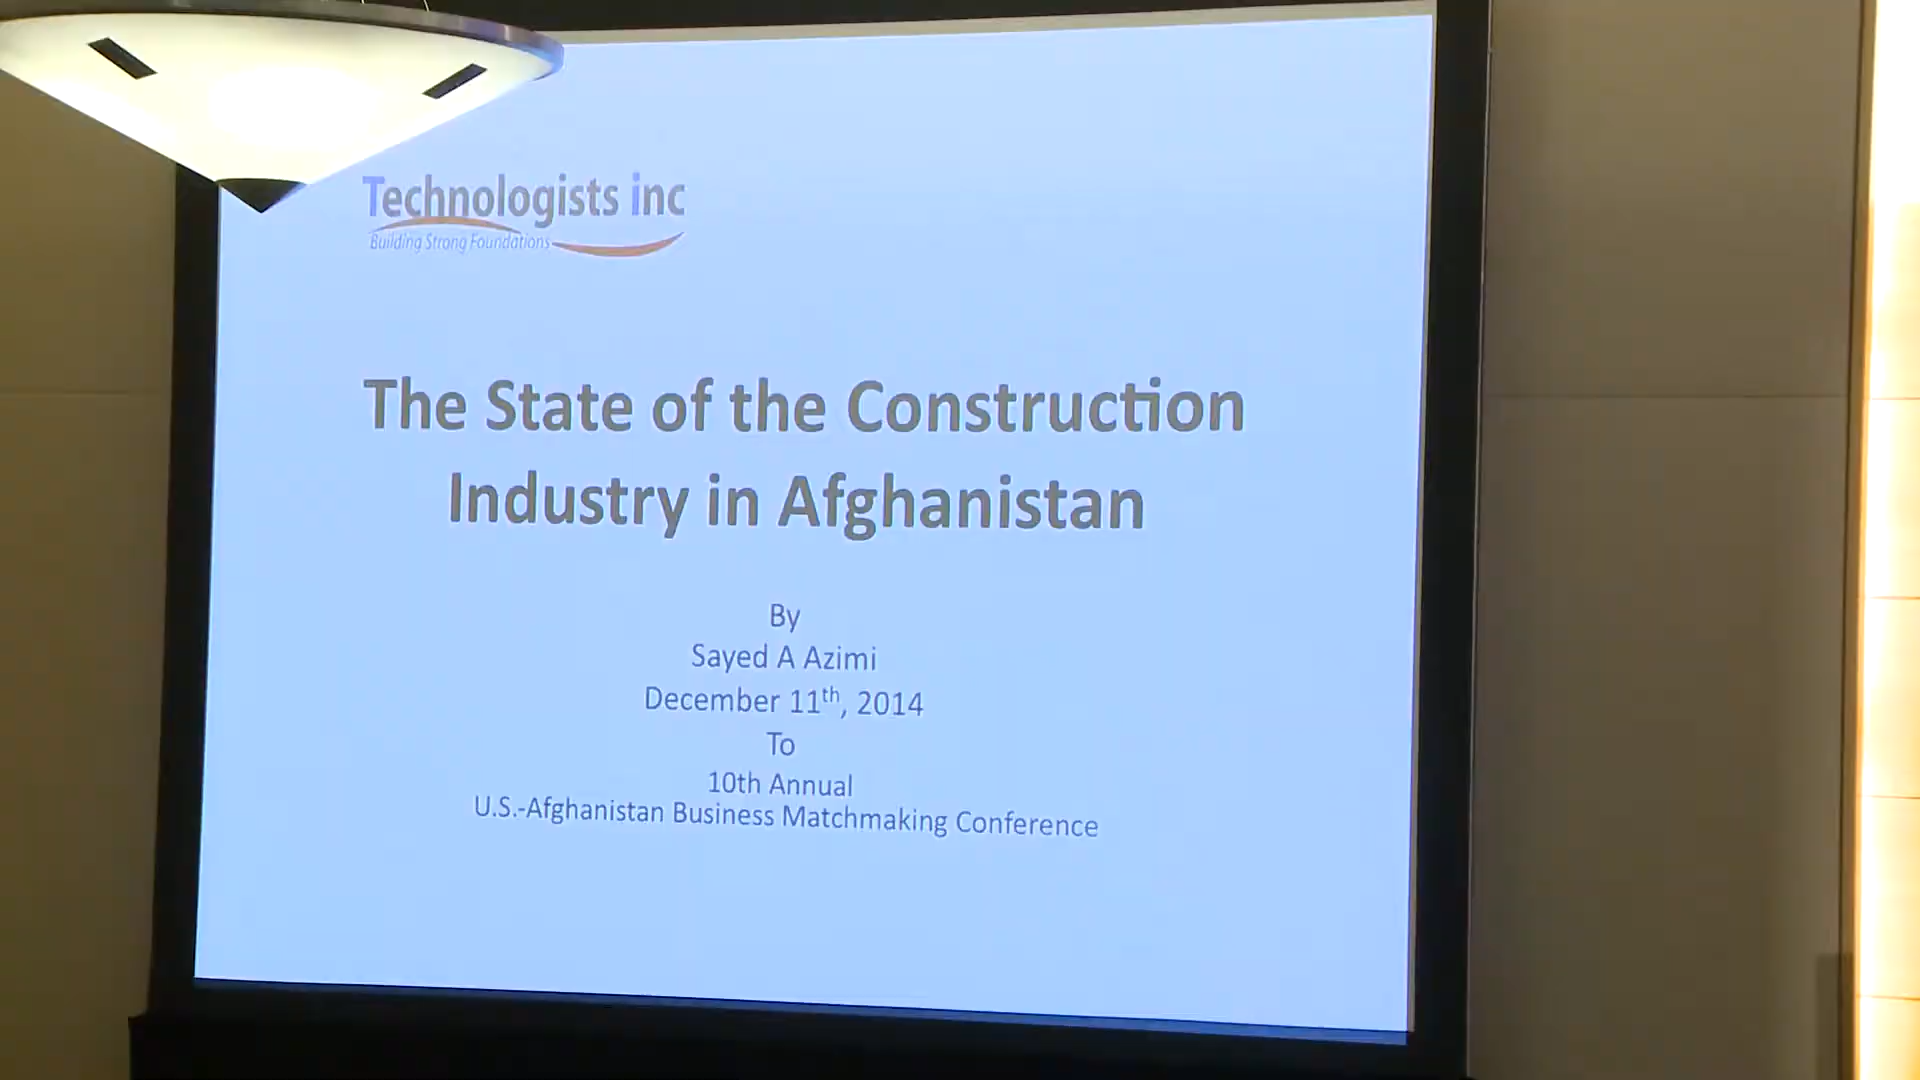 Technologists inc
Building Strong Foundations
The State of the Construction
Industry in Afghanistan
By
Sayed A Azimi
December 11th, 2014
To
10th Annual
U.S.-Afghanistan Business Matchmaking Conference